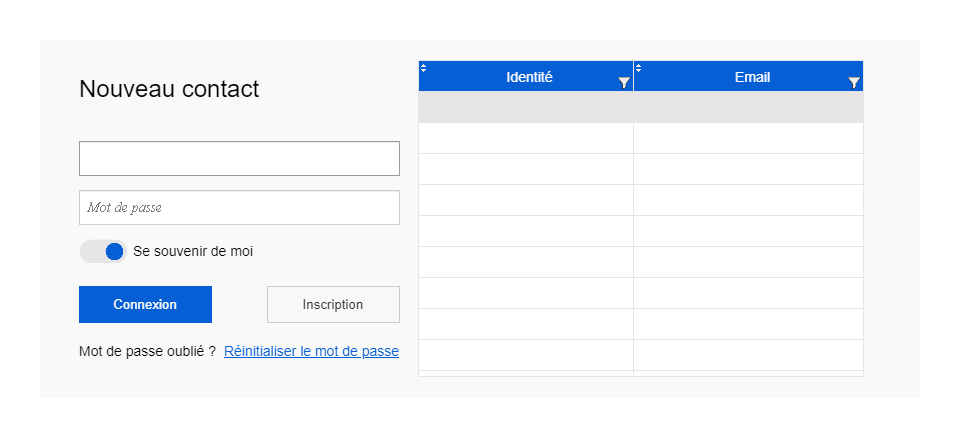 Nouveau contact
Mot de passe
Se souvenir de moi
Connexion
Inscription
Mot de passe oublié ? Réinitialiser le mot de passe
Identité
Email